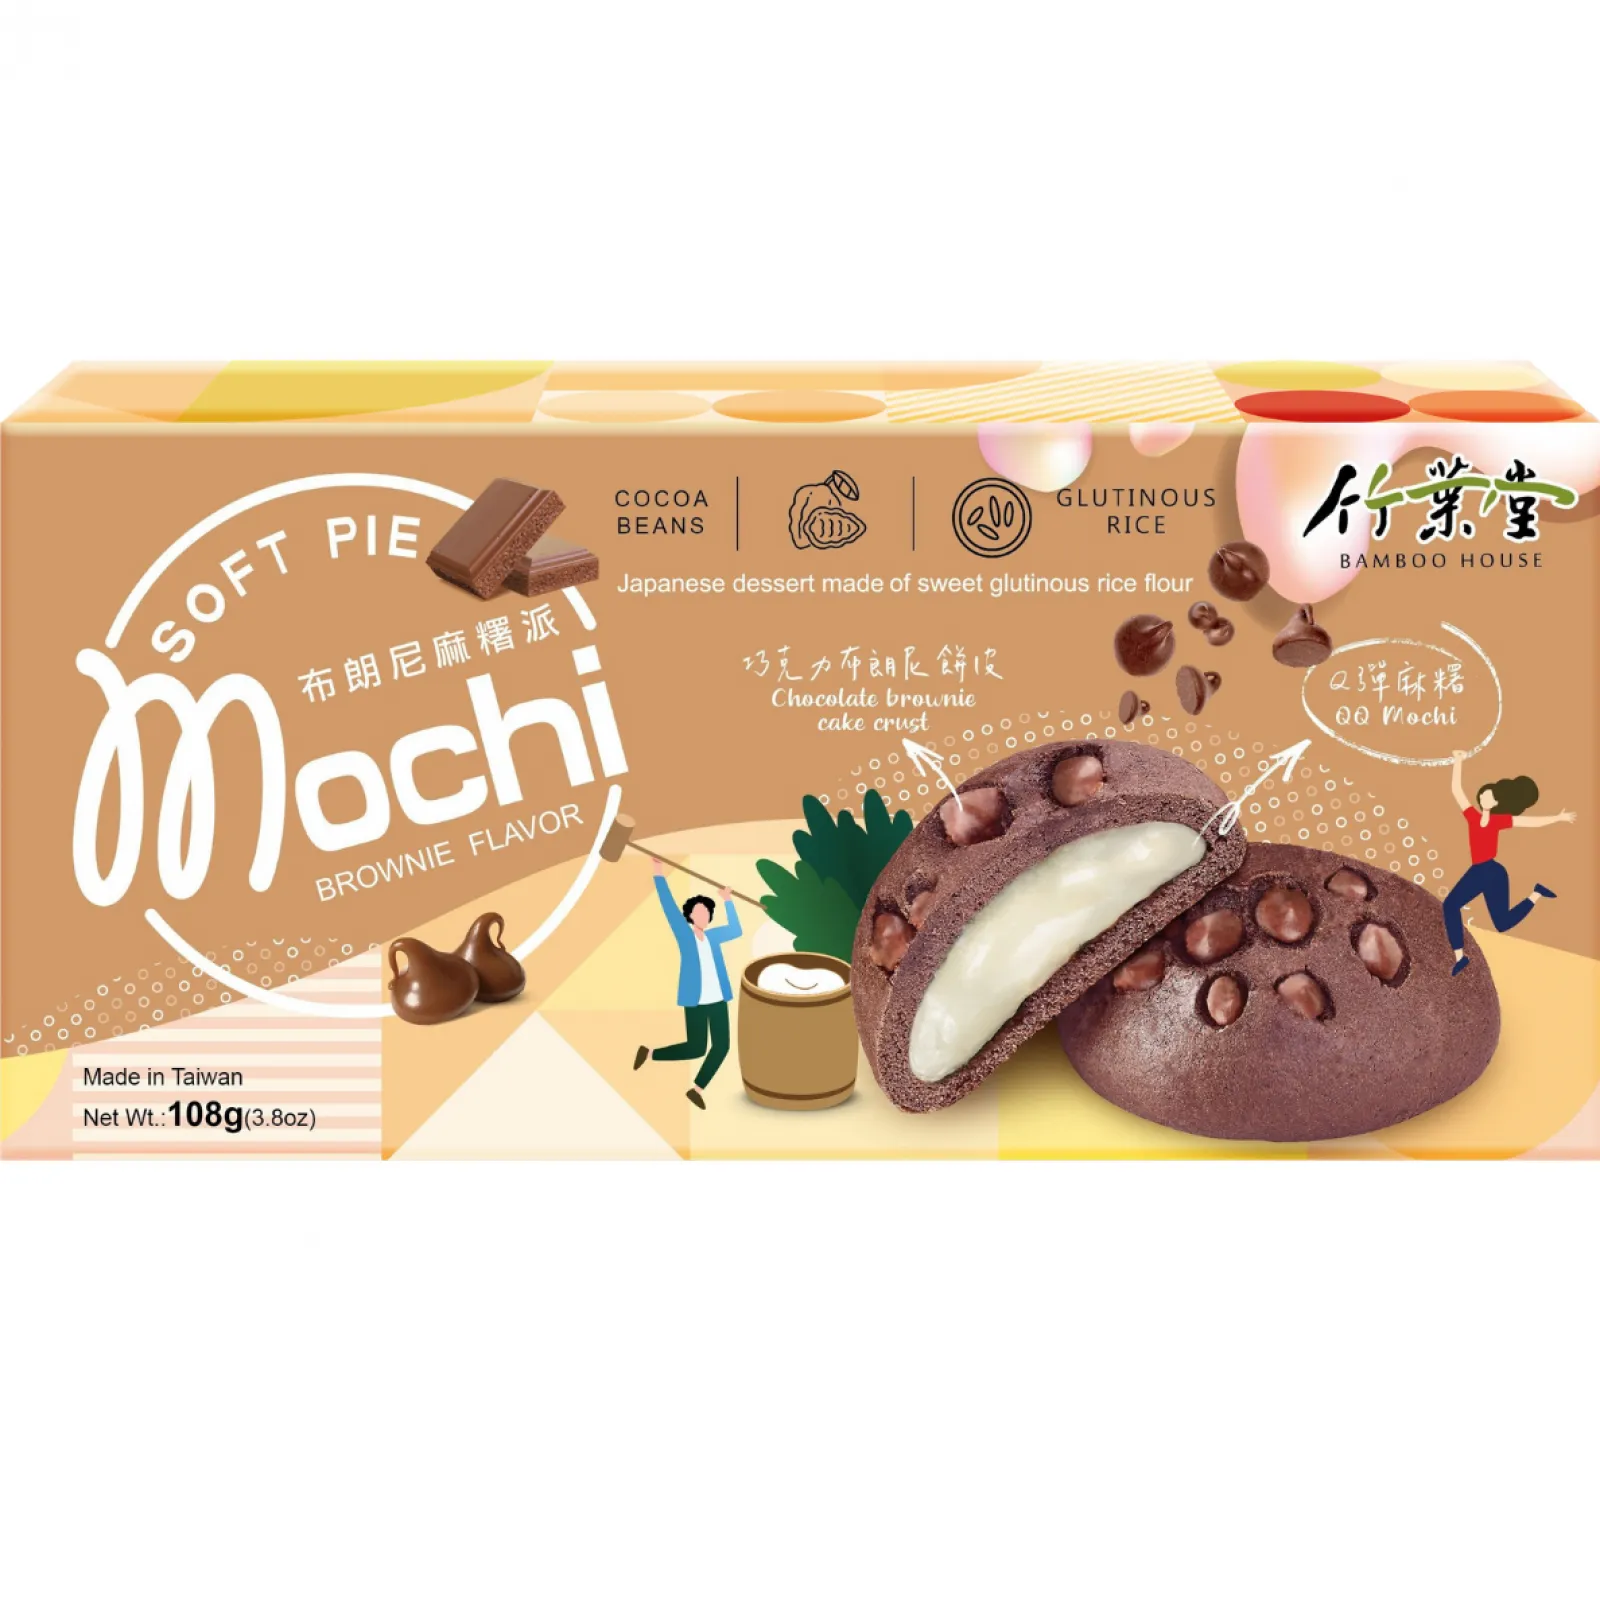 SOFT PIE
布朗尼麻糬派
Mochi
BROWNIE FLAVOR
COCOA
BEANS
GLUTINOUS
RICE
Japanese dessert made of sweet glutinous rice flour
竹葉堂
BAMBOO HOUSE
巧克力布朗尼餅皮
Chocolate brownie
cake crust
Q彈麻糬
QQ Mochi
Made in Taiwan
Net Wt.:108g(3.8oz)